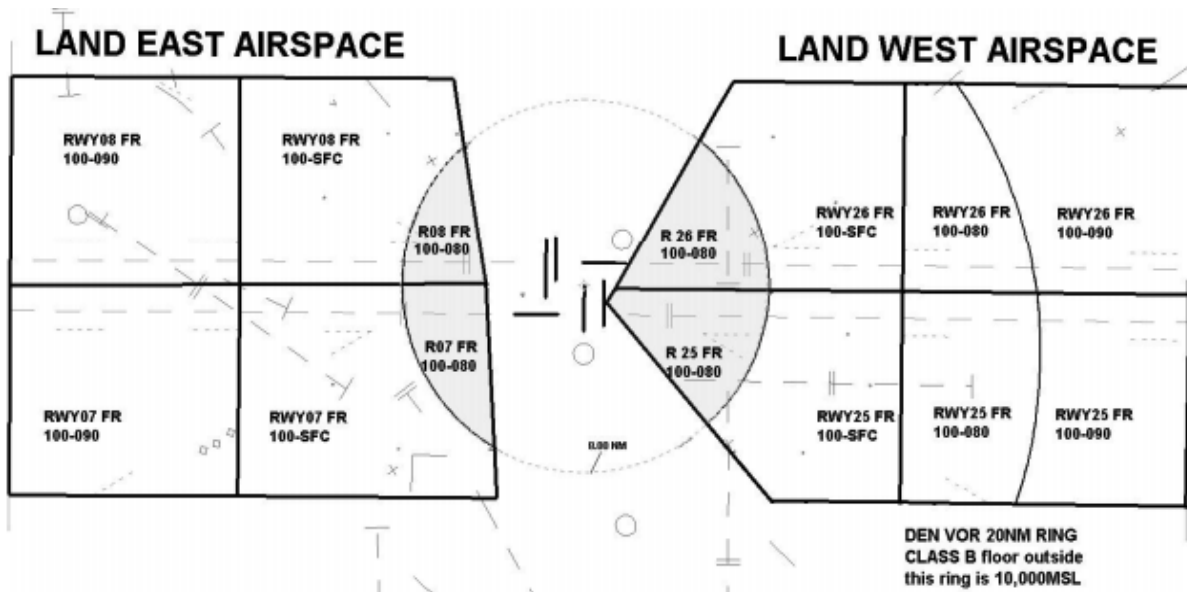 LAND EAST AIRSPACE
LAND WEST AIRSPACE
RWY08 FR
100-090
RWY08 FR
100-SFC
R08 FR
100-080
RWY07 FR
100-090
RWY07 FR
100-SFC
R07 FR
100-080
R 26 FR
100-080
RWY26 FR
100-SFC
RWY26 FR
100-080
RWY26 FR
100-090
R 25 FR
100-080
RWY25 FR
100-SFC
RWY25 FR
100-080
RWY25 FR
100-090
8.00 NM
DEN VOR 20NM RING
CLASS B floor outside
this ring is 10,000MSL